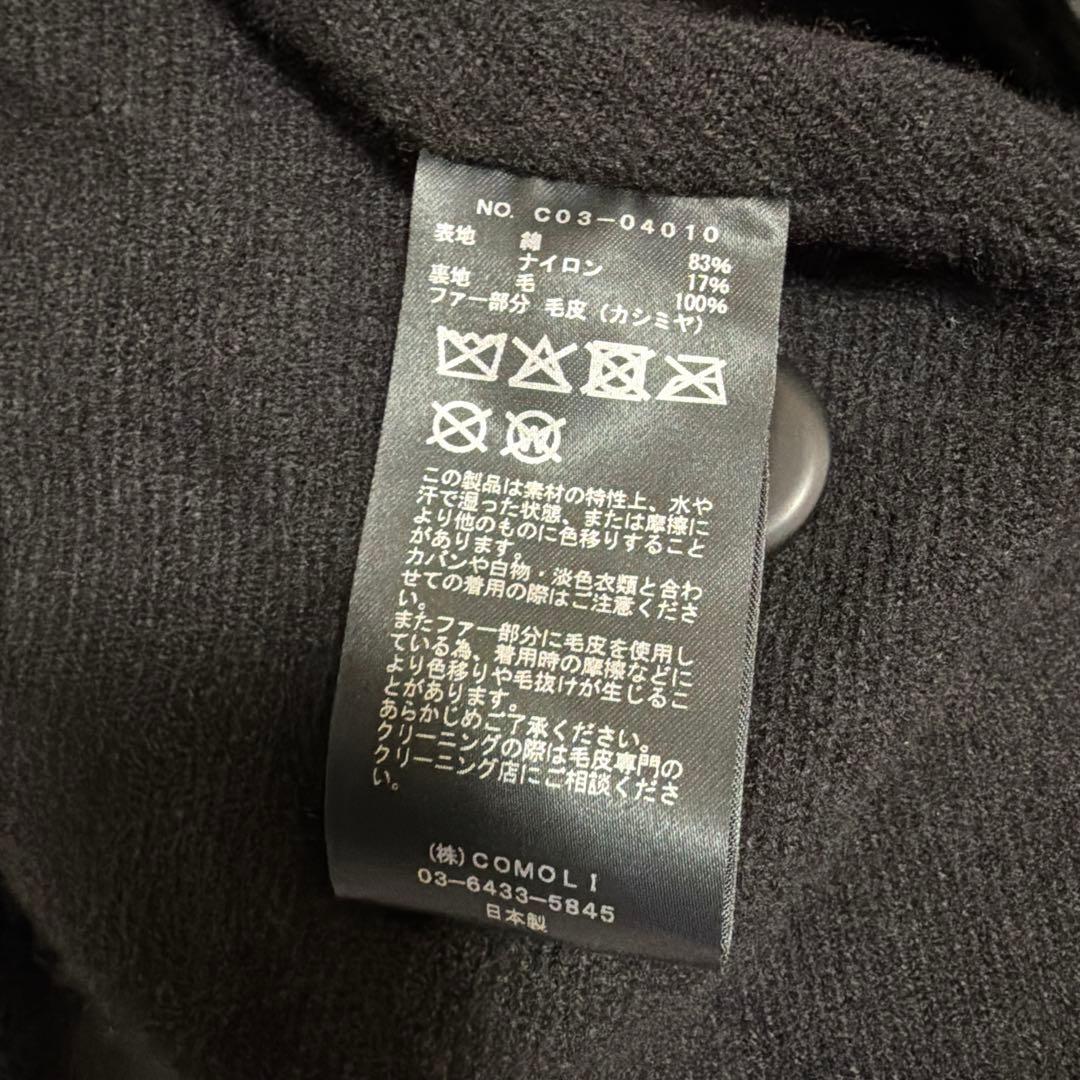 NO. C03-04010
表地 綿 83%
ナイロン 17%
裏地 毛 100%
ファー部分 毛皮(カシミヤ)
W
この製品は素材の特性上、水や
汗で湿った状態、または摩擦に
より他のものに色移りすること
があります。
カバンや白物・淡色衣類と合わ
せての着用の際はご注意くださ
い。
またファー部分に毛皮を使用し
ている為、着用時の摩擦などに
より色移りや毛抜けが生じるこ
とがあります。
あらかじめご了承ください。
クリーニングの際は毛皮専門の
クリーニング店にご相談くださ
い。
(株)COMOLI
03-6433-5845
日本製